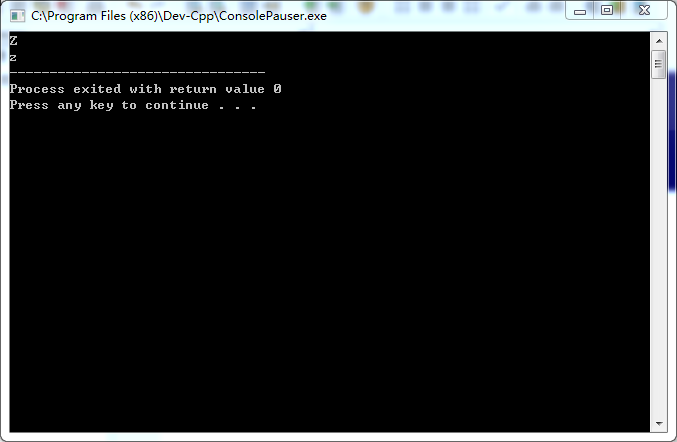 C:\Program Files (x86)\Dev-Cpp\ConsolePauser.exe
Z
z
--------------------------------
Process exited with return value 0
Press any key to continue . . .